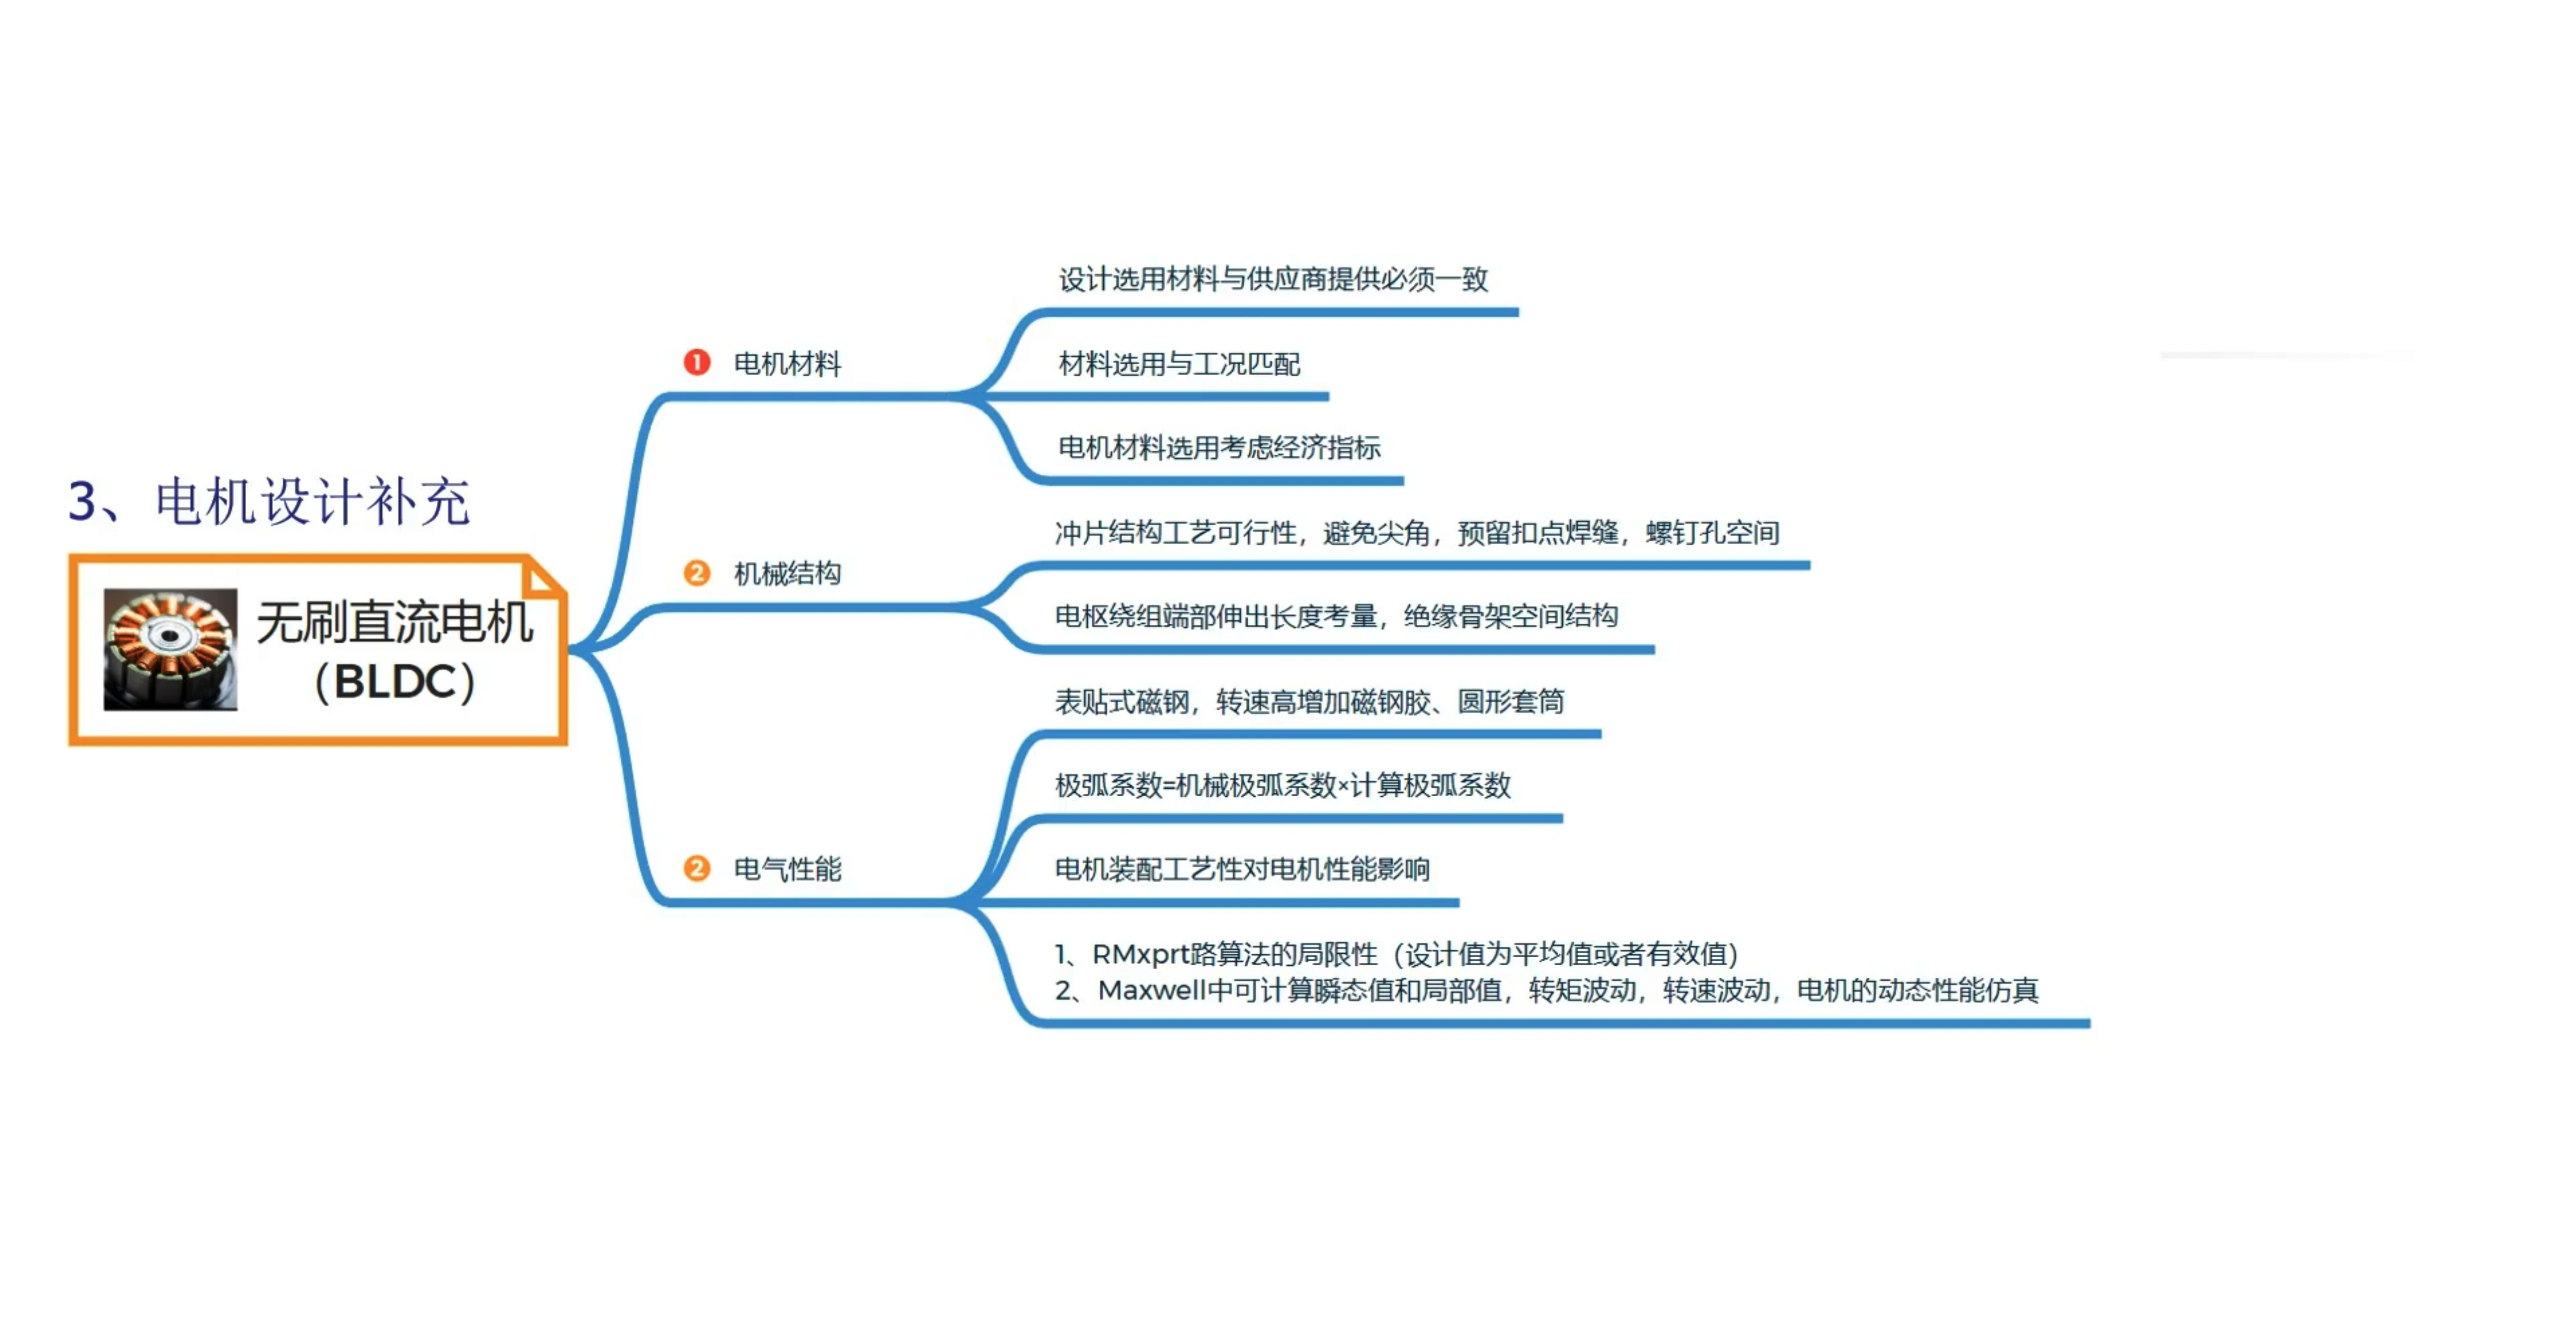 3、电机设计补充
无刷直流电机
（BLDC）
1 电机材料
设计选用材料与供应商提供必须一致
材料选用与工况匹配
电机材料选用考虑经济指标
2 机械结构
冲片结构工艺可行性，避免尖角，预留扣点焊缝，螺钉孔空间
电枢绕组端部伸出长度考量，绝缘骨架空间结构
2 电气性能
表贴式磁钢，转速高增加磁钢胶、圆形套筒
极弧系数=机械极弧系数×计算极弧系数
电机装配工艺性对电机性能影响
1、RMxprt路算法的局限性（设计值为平均值或者有效值）
2、Maxwell中可计算瞬态值和局部值，转矩波动，转速波动，电机的动态性能仿真